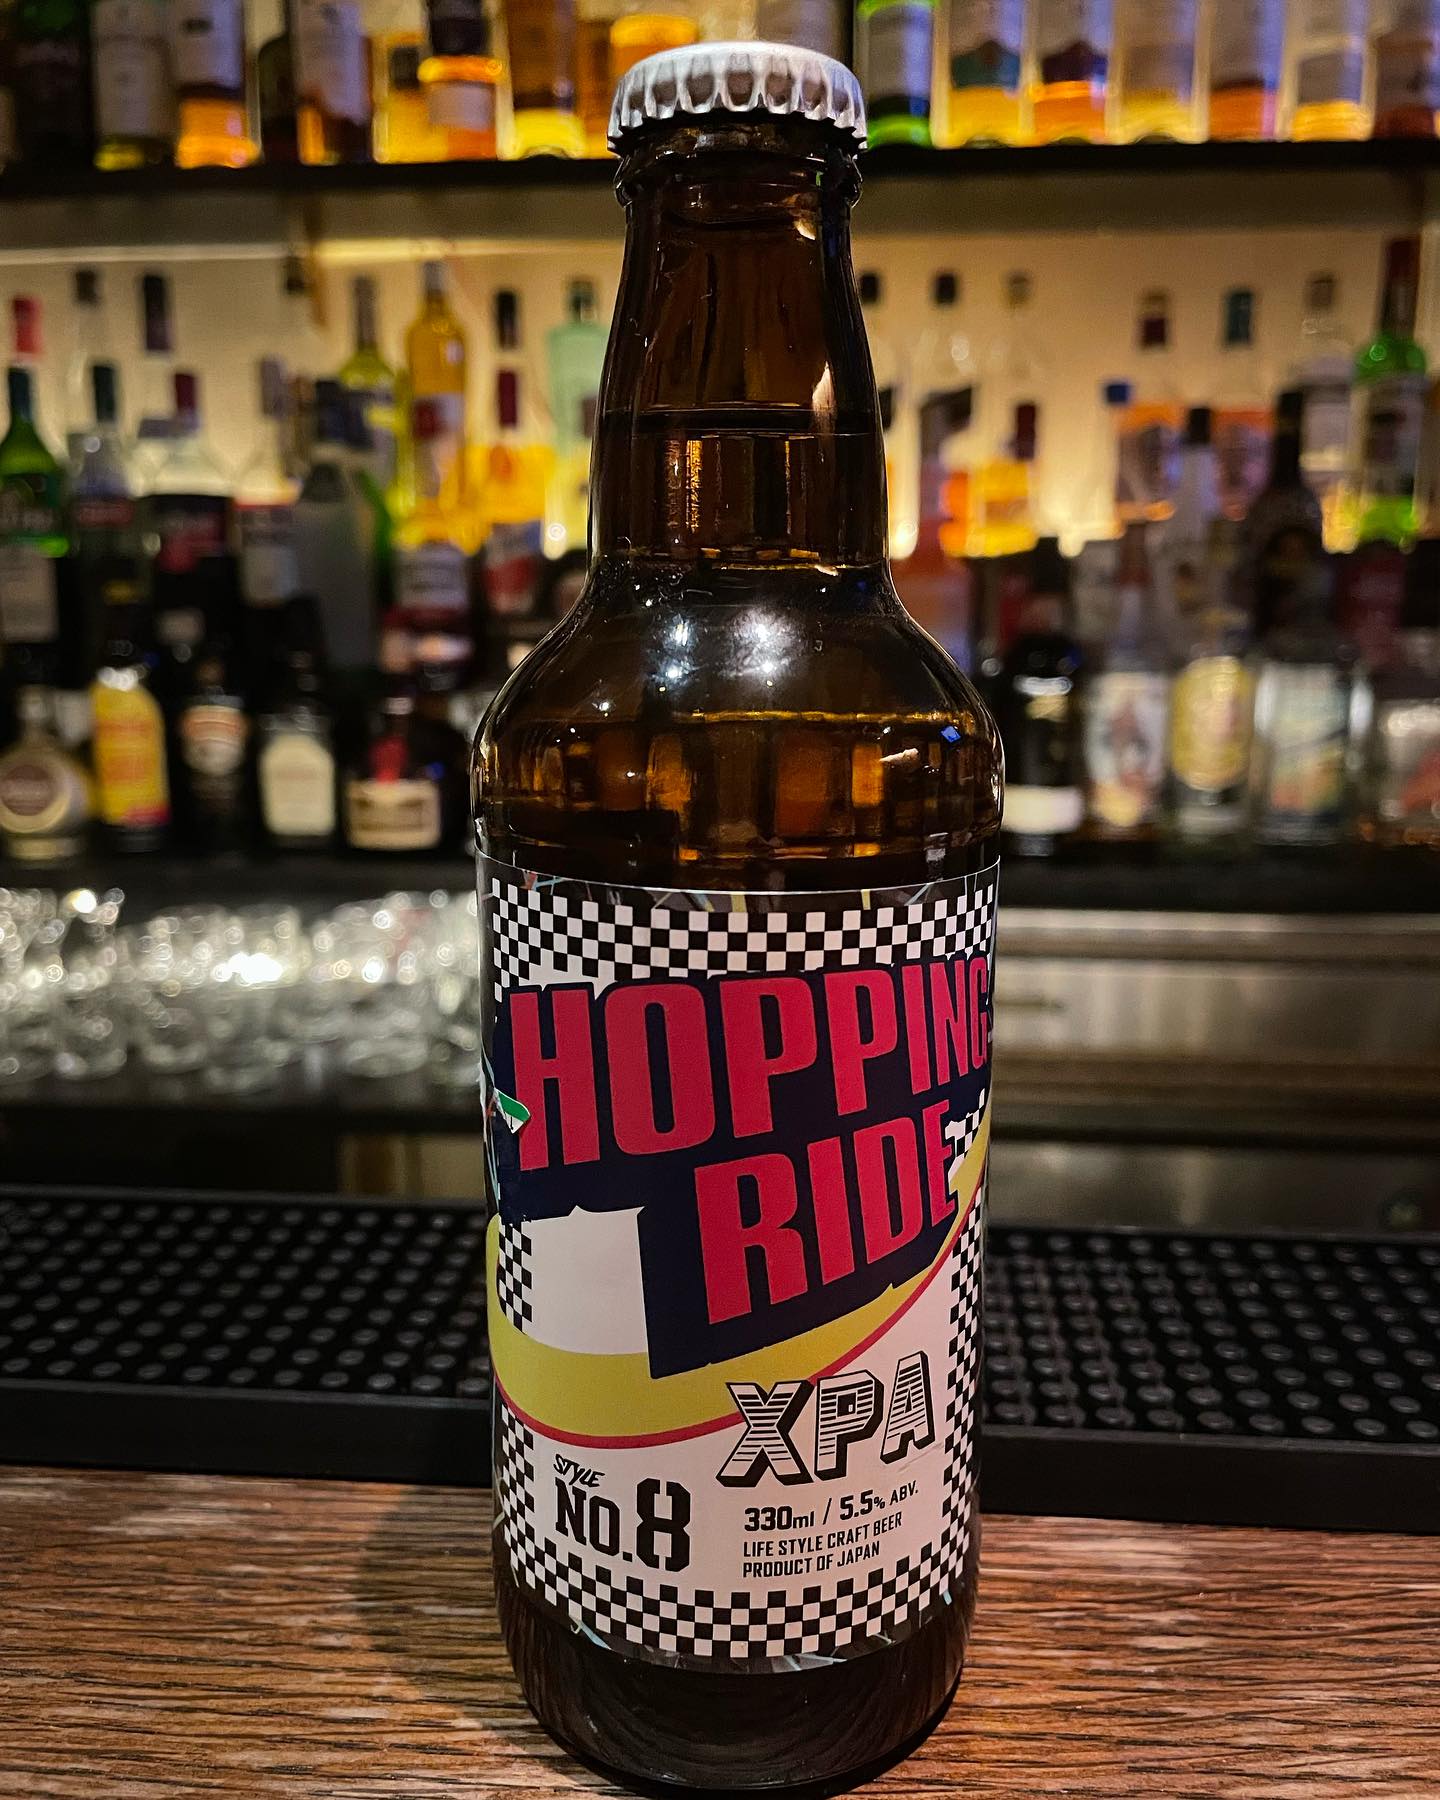 HOPPING
RIDE
XPA
STYLE
NO.8
330ml / 5.5% ABV.
LIFE STYLE CRAFT BEER
PRODUCT OF JAPAN